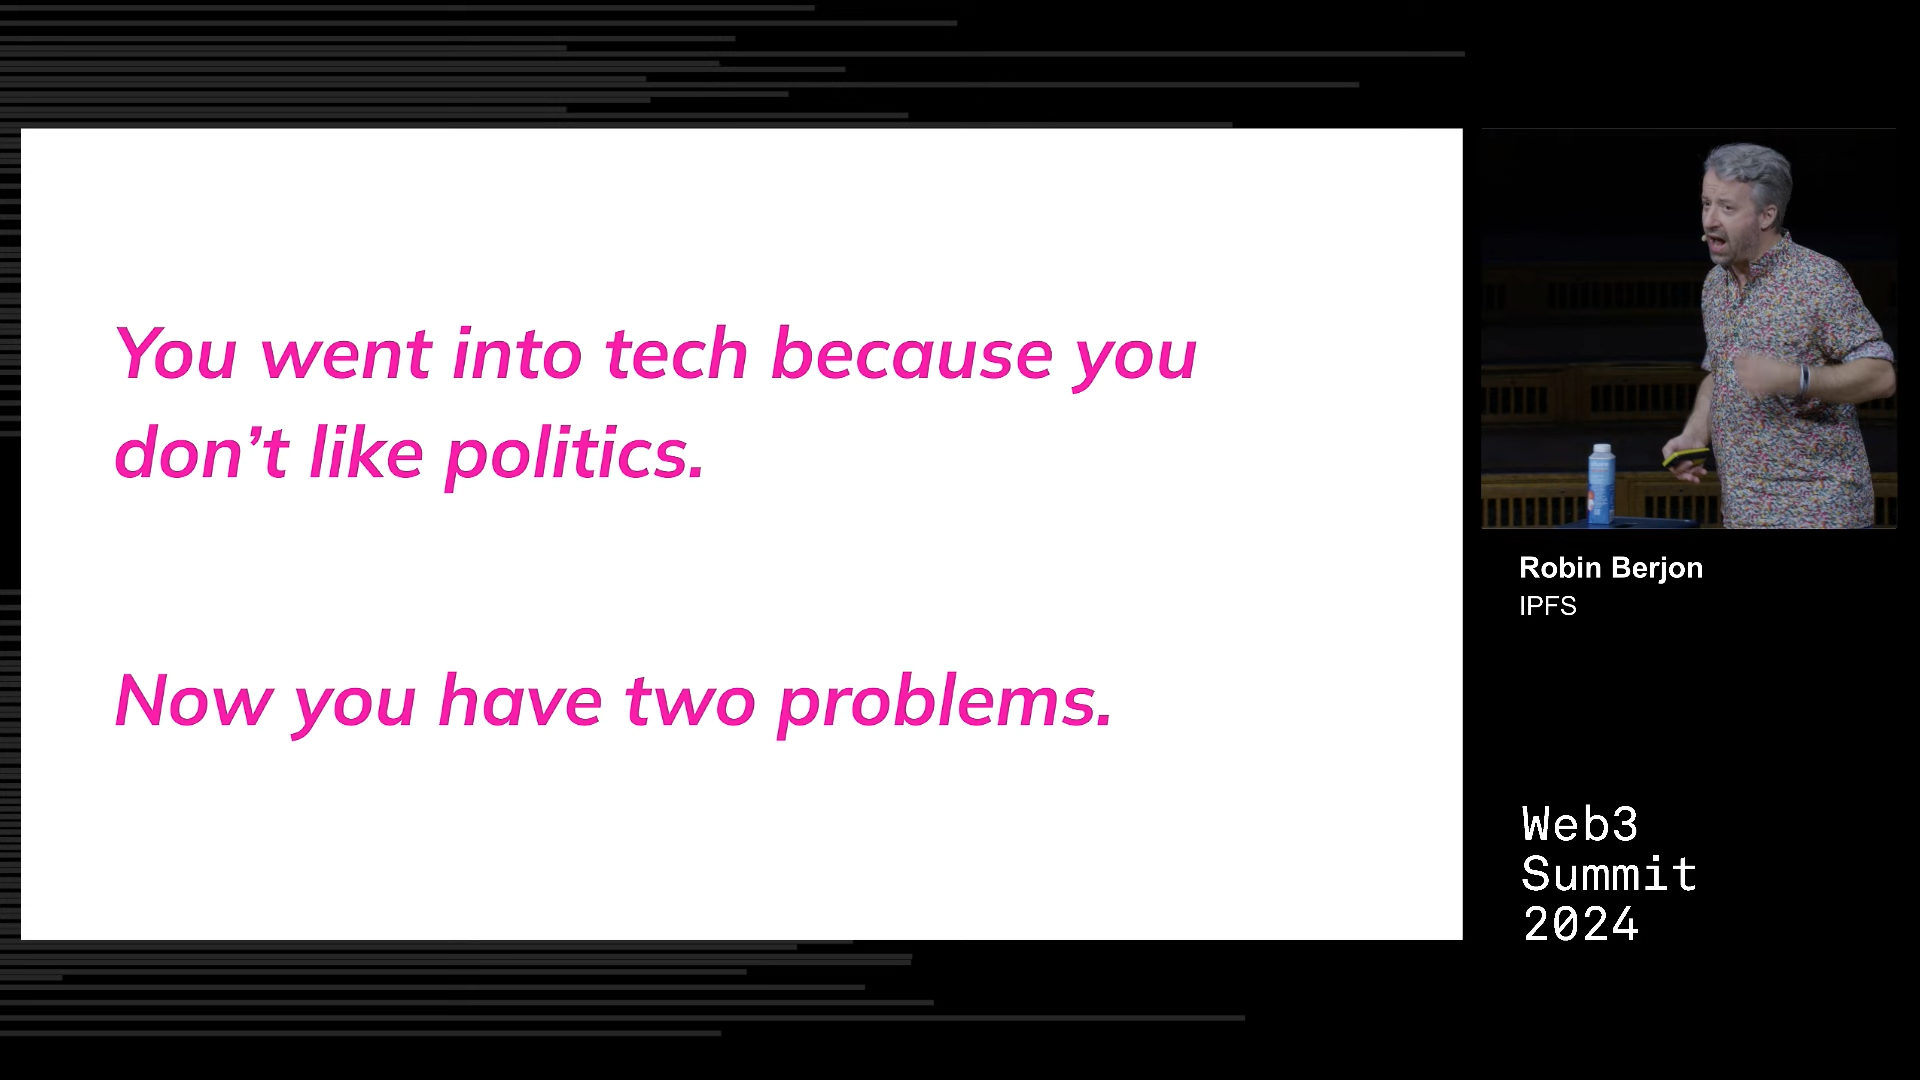 You went into tech because you
don’t like politics.
Now you have two problems.
Robin Berjon
IPFS
Web3
Summit
2024